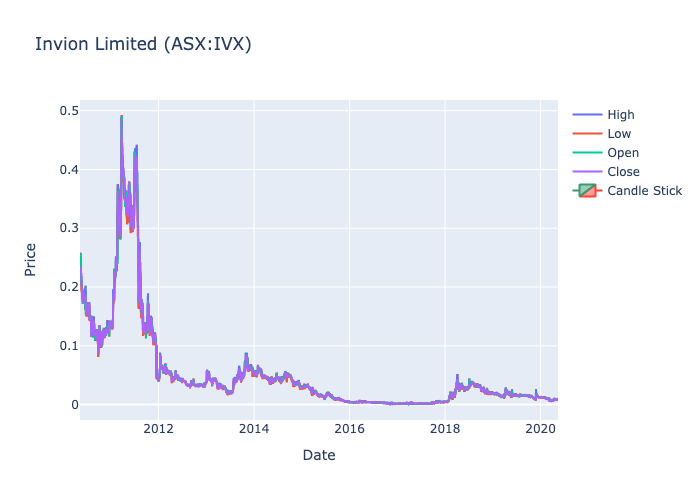 Invion Limited (ASX:IVX)
High
Low
Open
Close
Candle Stick
Price
0.5
0.4
0.3
0.2
0.1
0
2012
2014
2016
2018
2020
Date